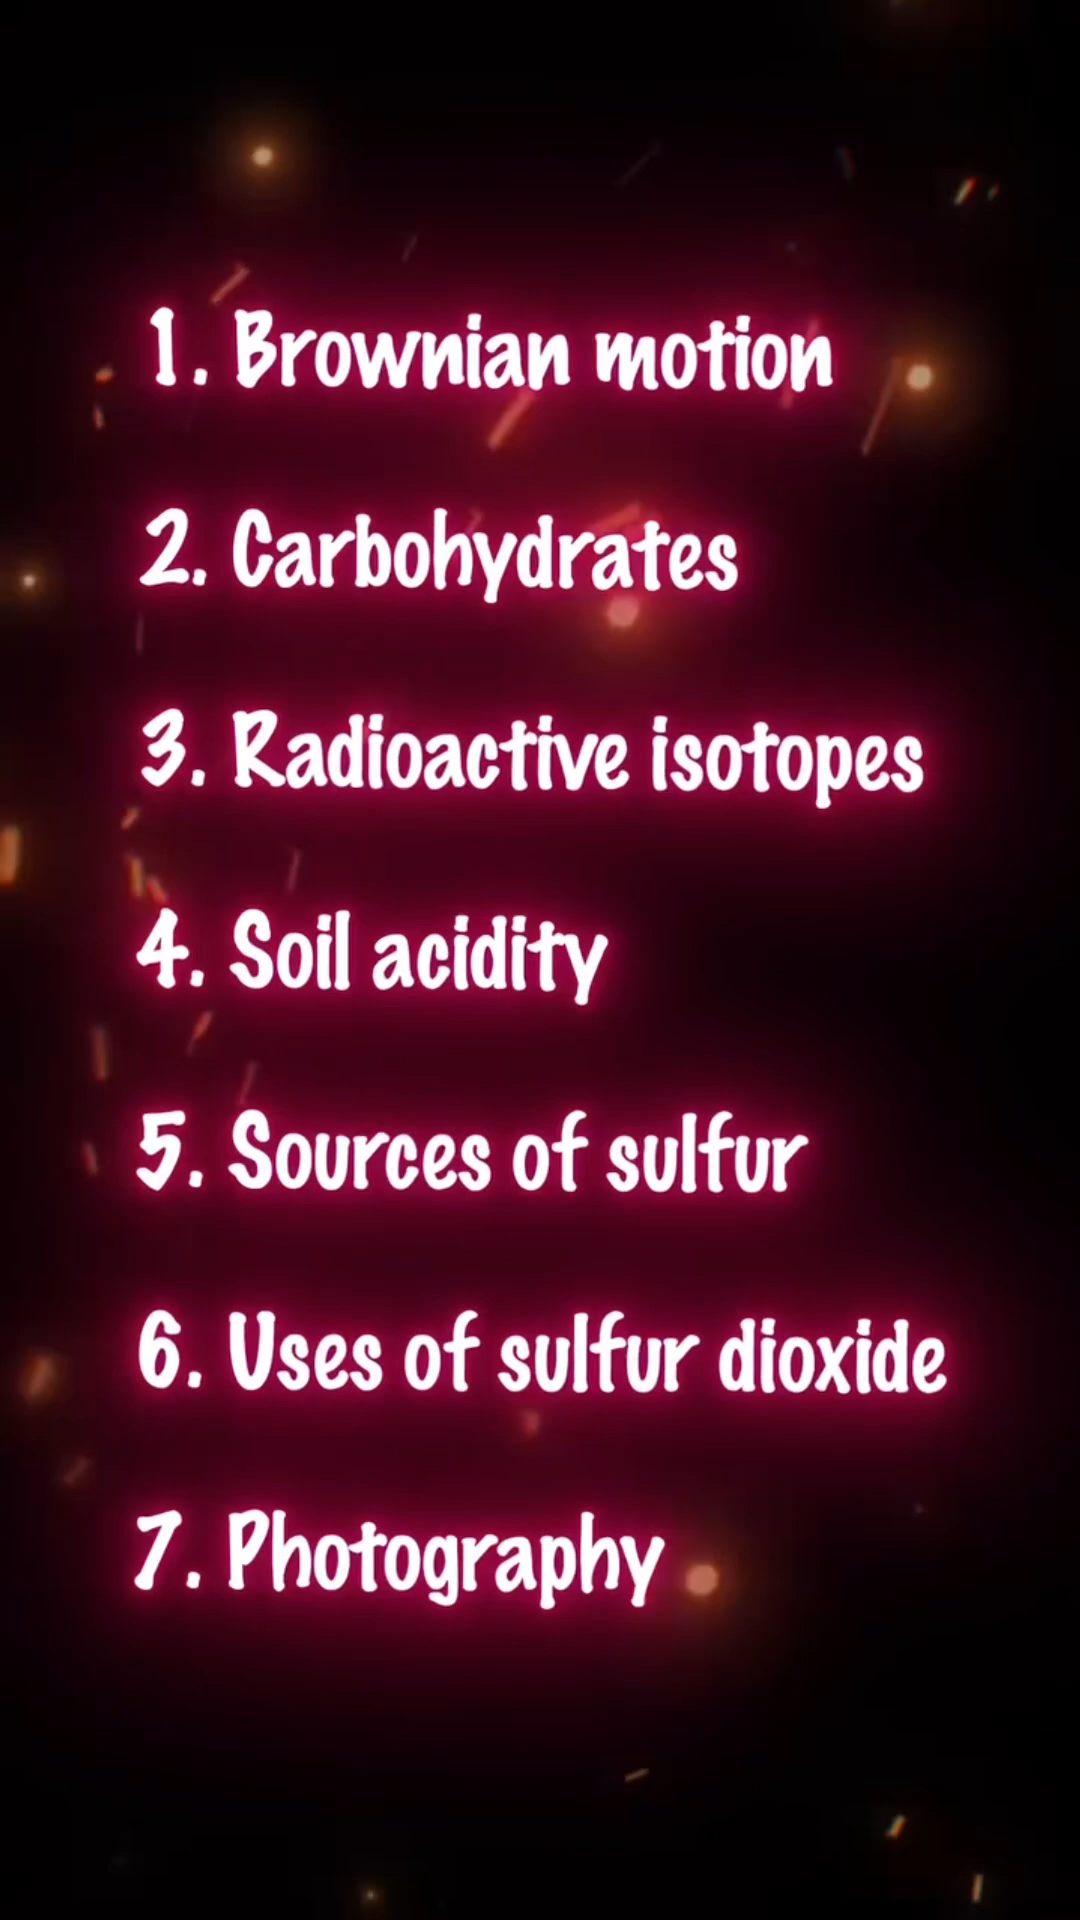 1. Brownian motion
2. Carbohydrates
3. Radioactive isotopes
4. Soil acidity
5. Sources of sulfur
6. Uses of sulfur dioxide
7. Photography